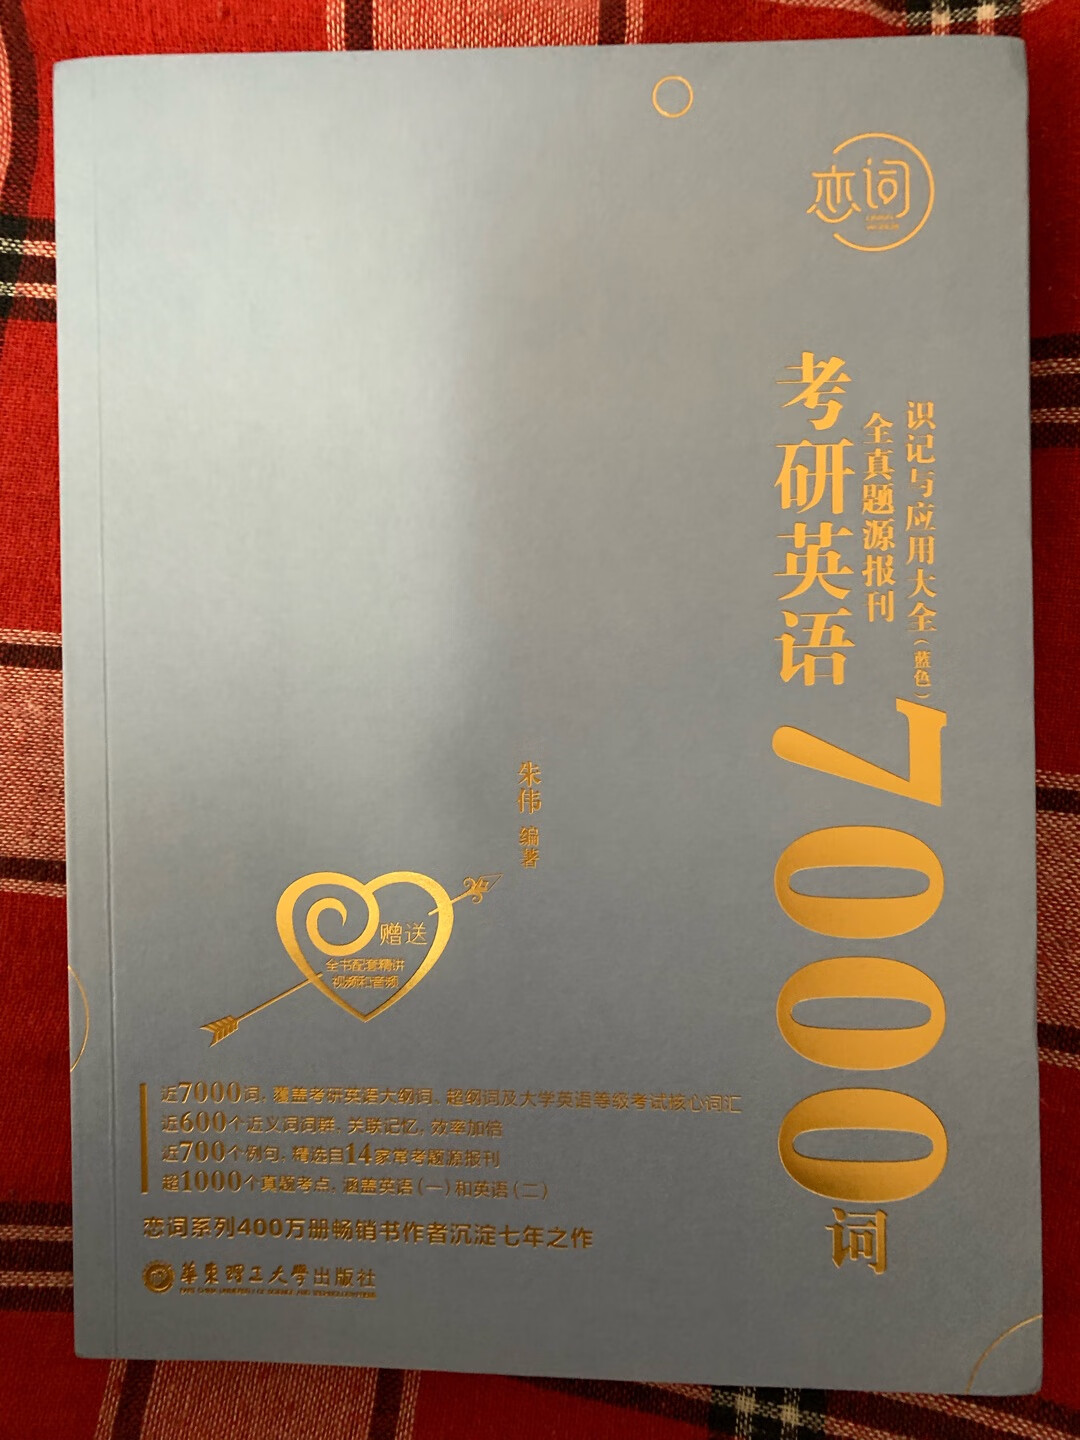 恋词
识记与应用大全（蓝色）
全真题源报刊
考研英语7000词
朱伟 编著
赠送
全书配套精讲
视频和音频
近7000词，覆盖考研英语大纲词、超纲词及大学英语等级考试核心词汇
近600个近义词词群，关联记忆，效率加倍
近700个例句，精选自14家常考题源报刊
超1000个真题考点，涵盖英语（一）和英语（二）
恋词系列400万册畅销书作者沉淀七年之作
华东理工大学出版社
EAST CHINA UNIVERSITY OF SCIENCE AND TECHNOLOGY PRESS